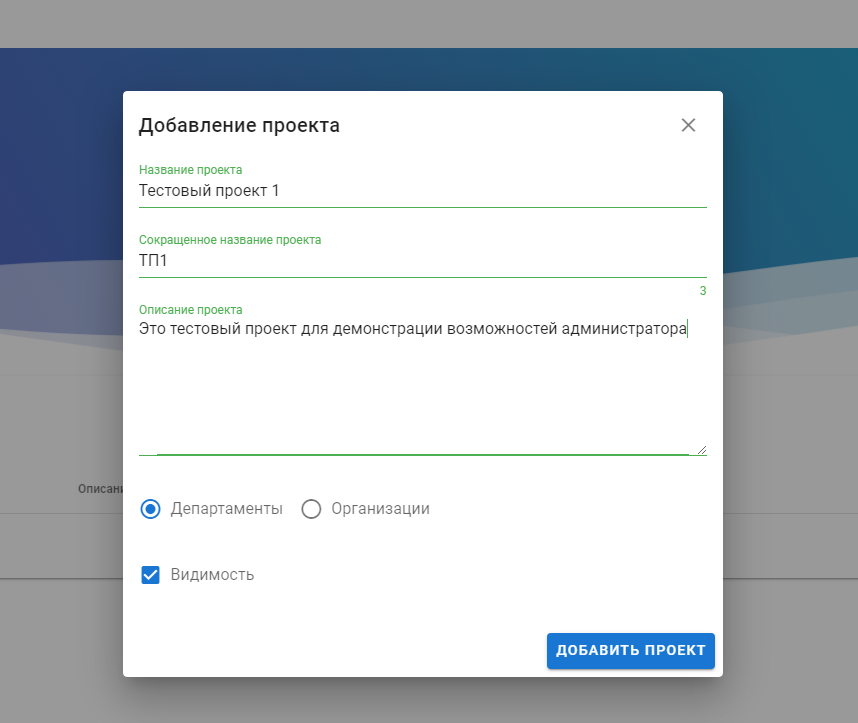 Добавление проекта
Название проекта
Тестовый проект 1
Сокращенное название проекта
ТП1
3
Описание проекта
Это тестовый проект для демонстрации возможностей администратора
Департаменты Организации
Видимость
ДОБАВИТЬ ПРОЕКТ